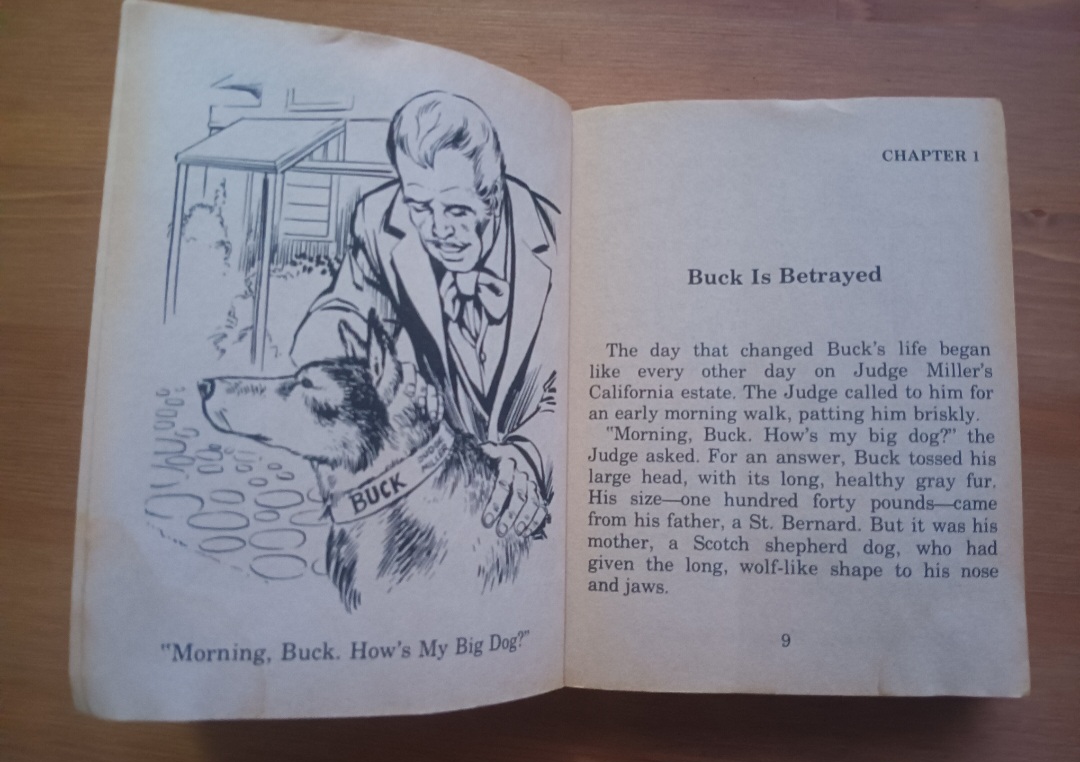 BUCK
JUDGE
MILLER
"Morning, Buck. How's My Big Dog?"
CHAPTER 1
Buck Is Betrayed
The day that changed Buck's life began
like every other day on Judge Miller's
California estate. The Judge called to him for
an early morning walk, patting him briskly.
"Morning, Buck. How's my big dog?" the
Judge asked. For an answer, Buck tossed his
large head, with its long, healthy gray fur.
His size—one hundred forty pounds—came
from his father, a St. Bernard. But it was his
mother, a Scotch shepherd dog, who had
given the long, wolf-like shape to his nose
and jaws.
9